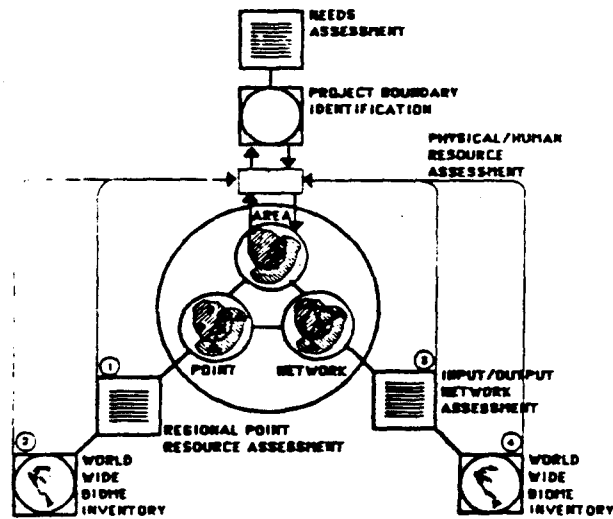 NEEDS
ASSESSMENT
PROJECT BOUNDARY
IDENTIFICATION
PHYSICAL/HUMAN
RESOURCE
ASSESSMENT
AREA
POINT
NETWORK
1
REGIONAL POINT
RESOURCE ASSESSMENT
3
INPUT/OUTPUT
NETWORK
ASSESSMENT
2
WORLD
WIDE
BIOME
INVENTORY
4
WORLD
WIDE
BIOME
INVENTORY